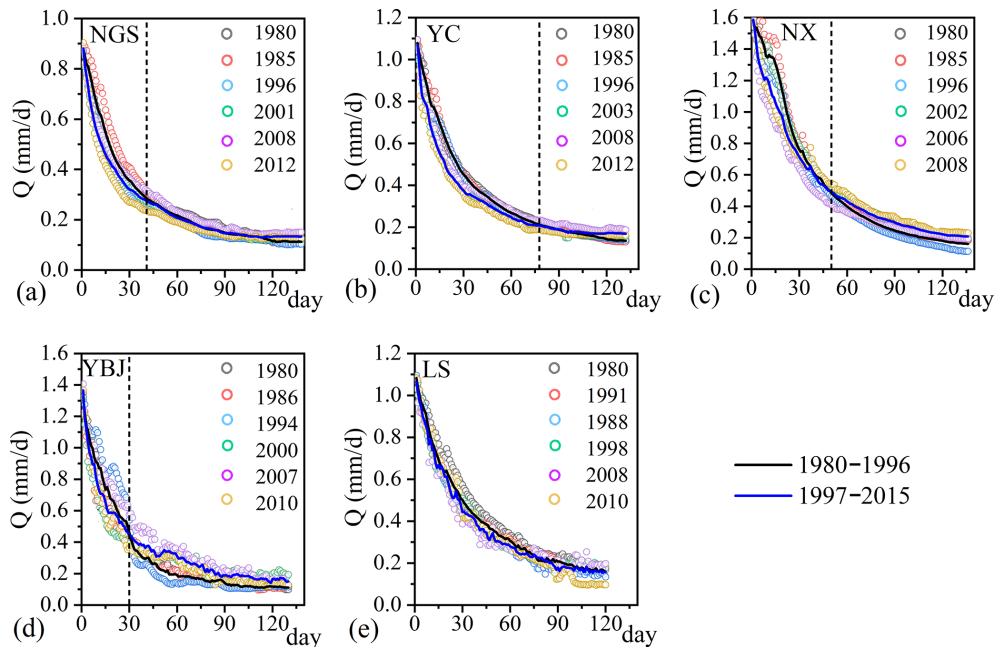 NGS
1980
1985
1996
2001
2008
2012
1.0
0.8
0.6
0.4
0.2
0.0
Q (mm/d)
0 30 60 90 120
day
(a)
YC
1980
1985
1996
2003
2008
2012
1.2
1.0
0.8
0.6
0.4
0.2
0.0
Q (mm/d)
0 30 60 90 120
day
(b)
NX
1980
1985
1996
2002
2006
2008
1.6
1.4
1.2
1.0
0.8
0.6
0.4
0.2
0.0
Q (mm/d)
0 30 60 90 120
day
(c)
YBJ
1980
1986
1994
2000
2007
2010
1.6
1.4
1.2
1.0
0.8
0.6
0.4
0.2
0.0
Q (mm/d)
0 30 60 90 120
day
(d)
LS
1980
1991
1988
1998
2008
2010
1.2
1.0
0.8
0.6
0.4
0.2
0.0
Q (mm/d)
0 30 60 90 120
day
(e)
1980−1996
1997−2015